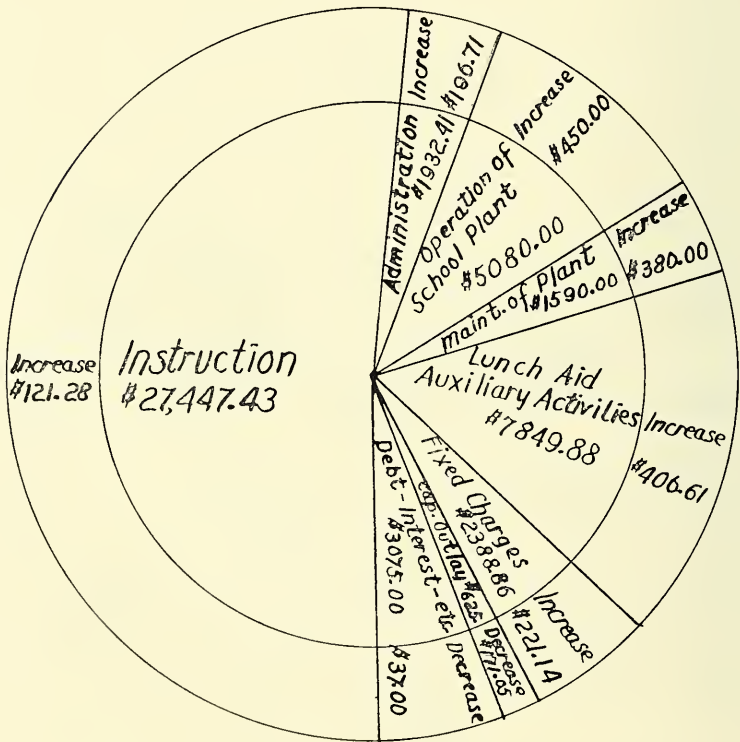 Instruction
$27,447.43
Increase
$121.28
Administration
$1932.41
Increase
$186.71
Operation of
School Plant
$5080.00
Increase
$450.00
Maint. of Plant
$1590.00
Increase
$380.00
Lunch Aid
Auxiliary Activities
$7849.88
Increase
$406.61
Fixed Charges
$2388.86
Increase
$221.14
Cap. Outlay $625.
Decrease
$171.05
Debt-Interest-etc.
$3075.00
Decrease
$37.00